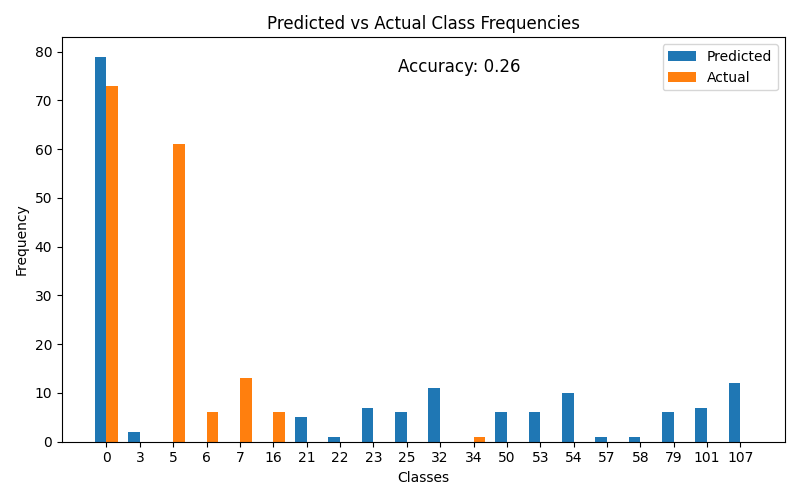 Predicted vs Actual Class Frequencies
Accuracy: 0.26
Predicted
Actual
Frequency
80
70
60
50
40
30
20
10
0
0 3 5 6 7 16 21 22 23 25 32 34 50 53 54 57 58 79 101 107
Classes